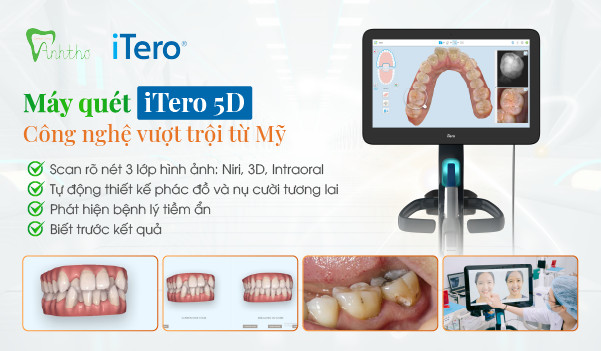 Anhthơ
iTero®
Máy quét iTero 5D
Công nghệ vượt trội từ Mỹ
Scan rõ nét 3 lớp hình ảnh: Niri, 3D, Intraoral
Tự động thiết kế phác đồ và nụ cười tương lai
Phát hiện bệnh lý tiềm ẩn
Biết trước kết quả
iTero